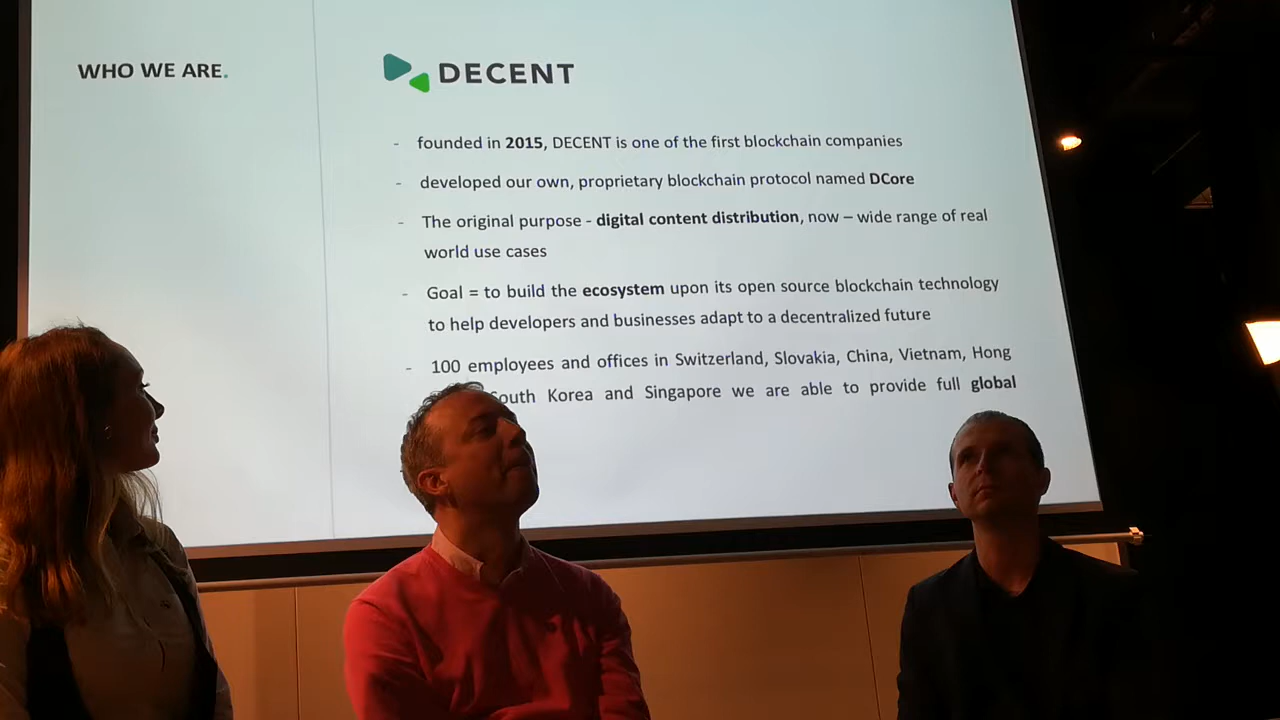 WHO WE ARE.
DECENT
- founded in 2015, DECENT is one of the first blockchain companies
- developed our own, proprietary blockchain protocol named DCore
- The original purpose - digital content distribution, now – wide range of real
world use cases
- Goal = to build the ecosystem upon its open source blockchain technology
to help developers and businesses adapt to a decentralized future
- 100 employees and offices in Switzerland, Slovakia, China, Vietnam, Hong
South Korea and Singapore we are able to provide full global